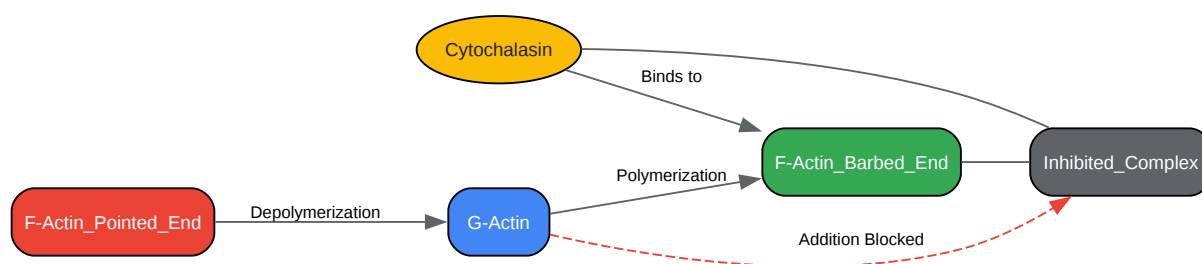 Cytochalasin
Binds to
F-Actin_Barbed_End
Inhibited_Complex
Polymerization
F-Actin_Pointed_End
Depolymerization
G-Actin
Addition Blocked